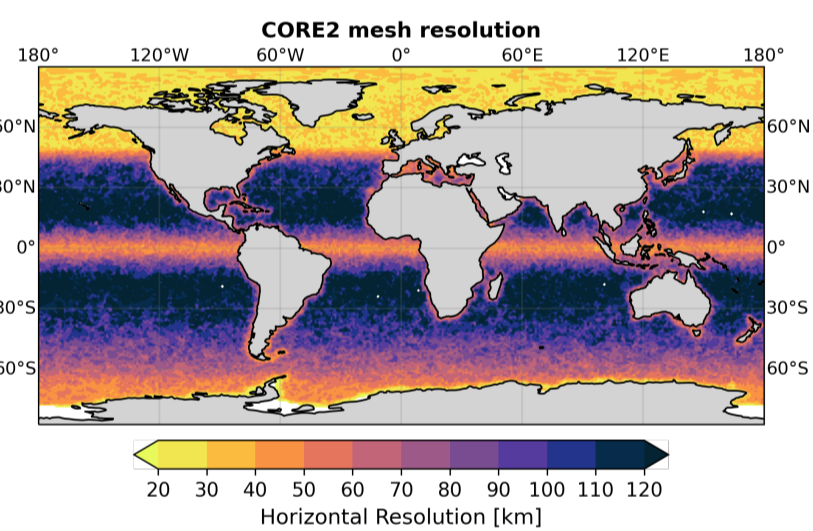 CORE2 mesh resolution
180° 120°W 60°W 0° 60°E 120°E 180°
60°N 60°N
30°N 30°N
0° 0°
30°S 30°S
60°S 60°S
20 30 40 50 60 70 80 90 100 110 120
Horizontal Resolution [km]